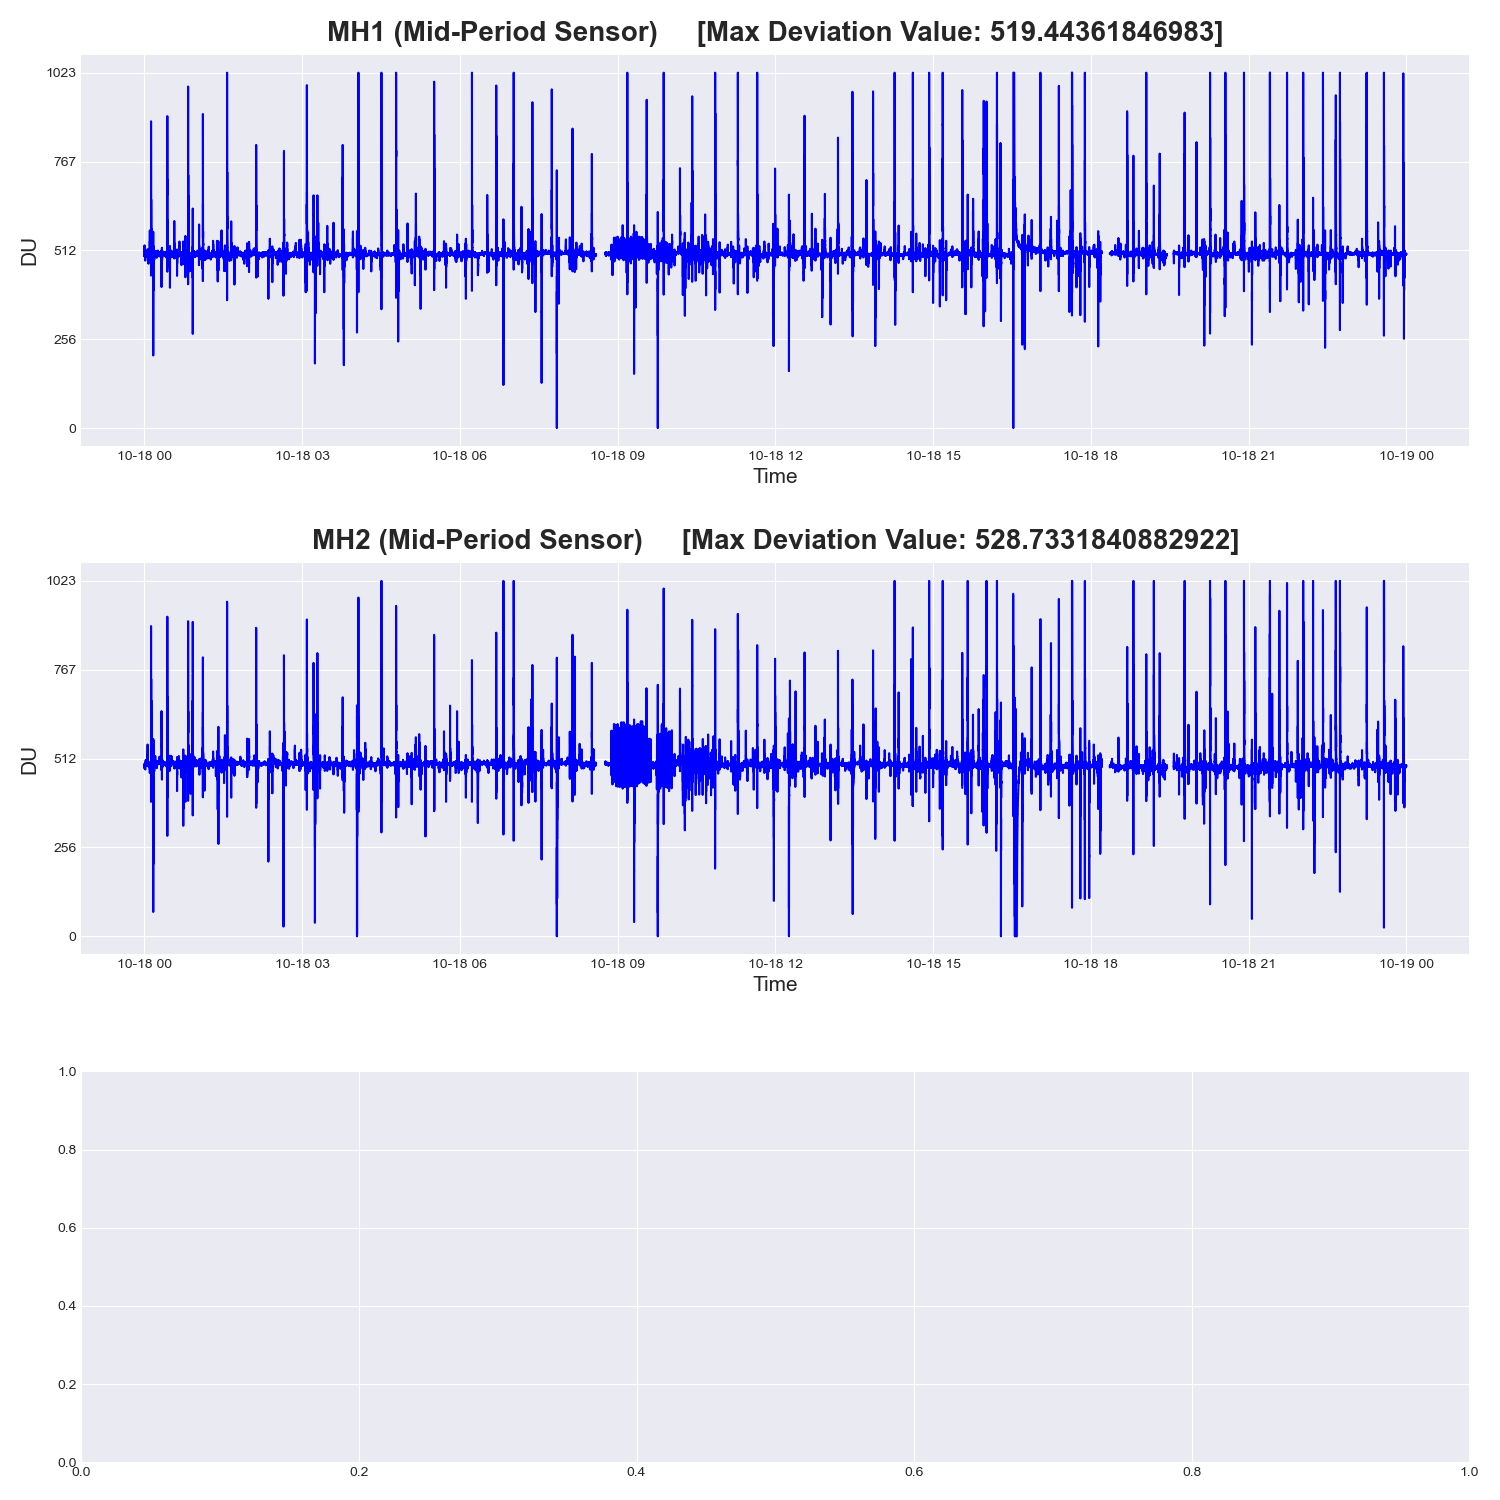 MH1 (Mid-Period Sensor) [Max Deviation Value: 519.44361846983]
1023
767
512
256
0
DU
10-18 00 10-18 03 10-18 06 10-18 09 10-18 12 10-18 15 10-18 18 10-18 21 10-19 00
Time
MH2 (Mid-Period Sensor) [Max Deviation Value: 528.7331840882922]
1023
767
512
256
0
DU
10-18 00 10-18 03 10-18 06 10-18 09 10-18 12 10-18 15 10-18 18 10-18 21 10-19 00
Time
1.0
0.8
0.6
0.4
0.2
0.0
0.0 0.2 0.4 0.6 0.8 1.0